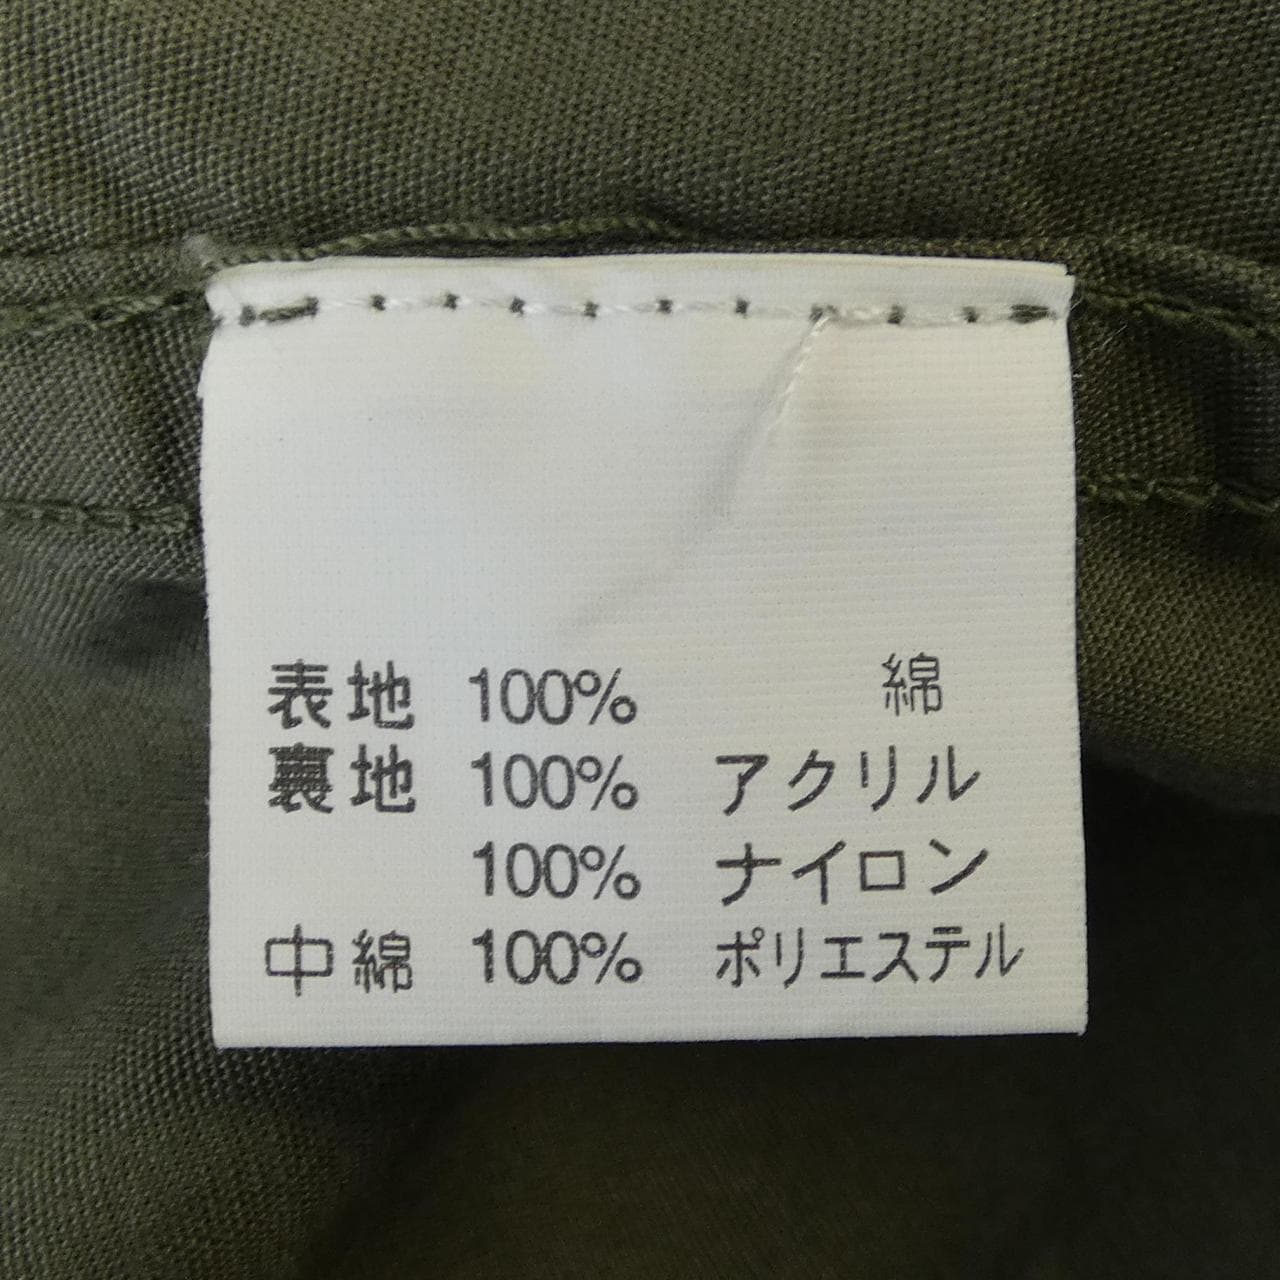 表地 100% 綿
裏地 100% アクリル
100% ナイロン
中綿 100% ポリエステル